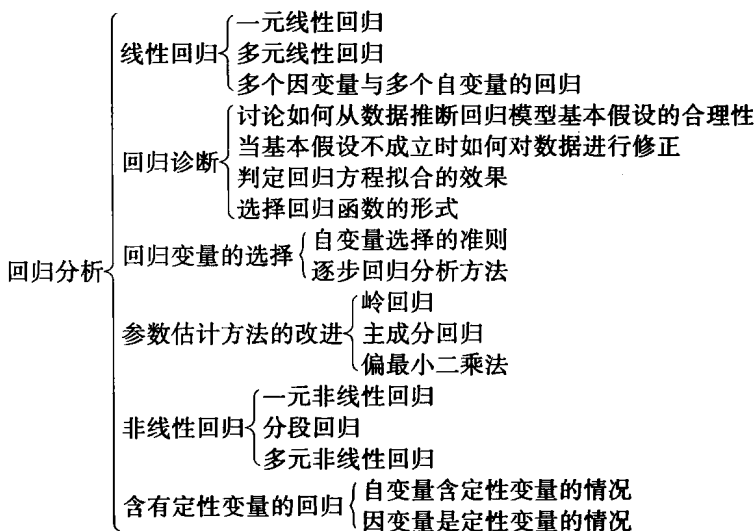 一元线性回归
线性回归
多元线性回归
多个因变量与多个自变量的回归
讨论如何从数据推断回归模型基本假设的合理性
当基本假设不成立时如何对数据进行修正
回归诊断
判定回归方程拟合的效果
选择回归函数的形式
自变量选择的准则
回归变量的选择
回归分析
逐步回归分析方法
岭回归
参数估计方法的改进
主成分回归
偏最小二乘法
一元非线性回归
非线性回归
分段回归
多元非线性回归
自变量含定性变量的情况
含有定性变量的回归
因变量是定性变量的情况